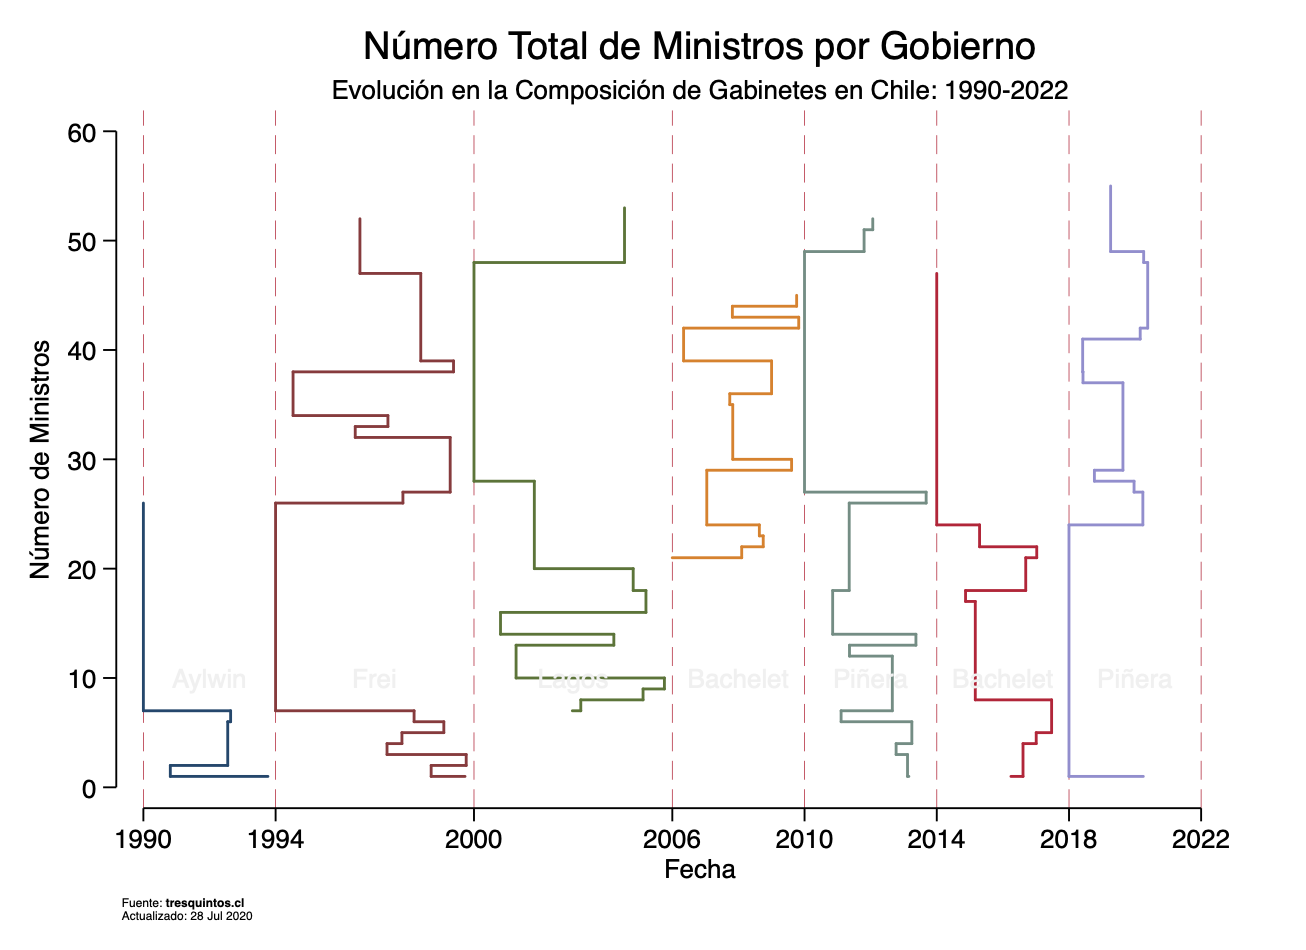 Número Total de Ministros por Gobierno
Evolución en la Composición de Gabinetes en Chile: 1990-2022
Número de Ministros
60
50
40
30
20
10
0
Aylwin
Frei
Lagos
Bachelet
Piñera
Bachelet
Piñera
1990
1994
2000
2006
2010
2014
2018
2022
Fecha
Fuente: tresquintos.cl
Actualizado: 28 Jul 2020